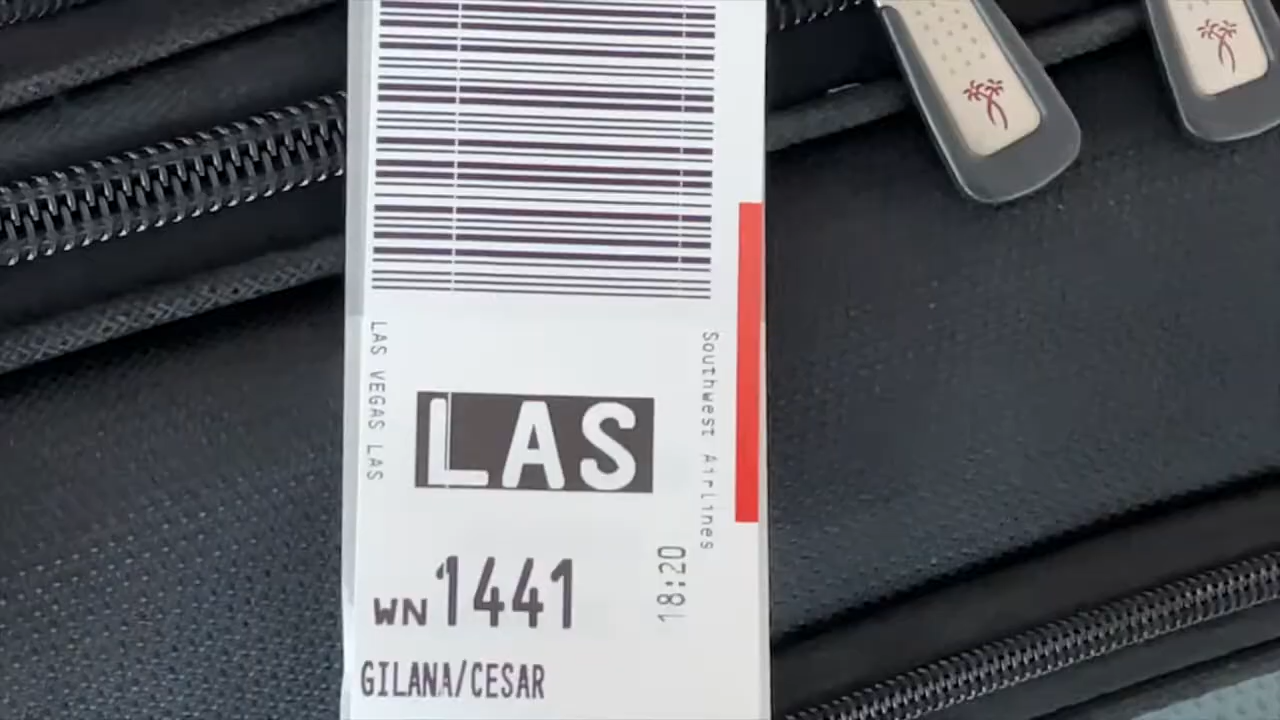 LAS VEGAS LAS
Southwest Airlines
LAS
18:20
WN 1441
GILANA/CESAR